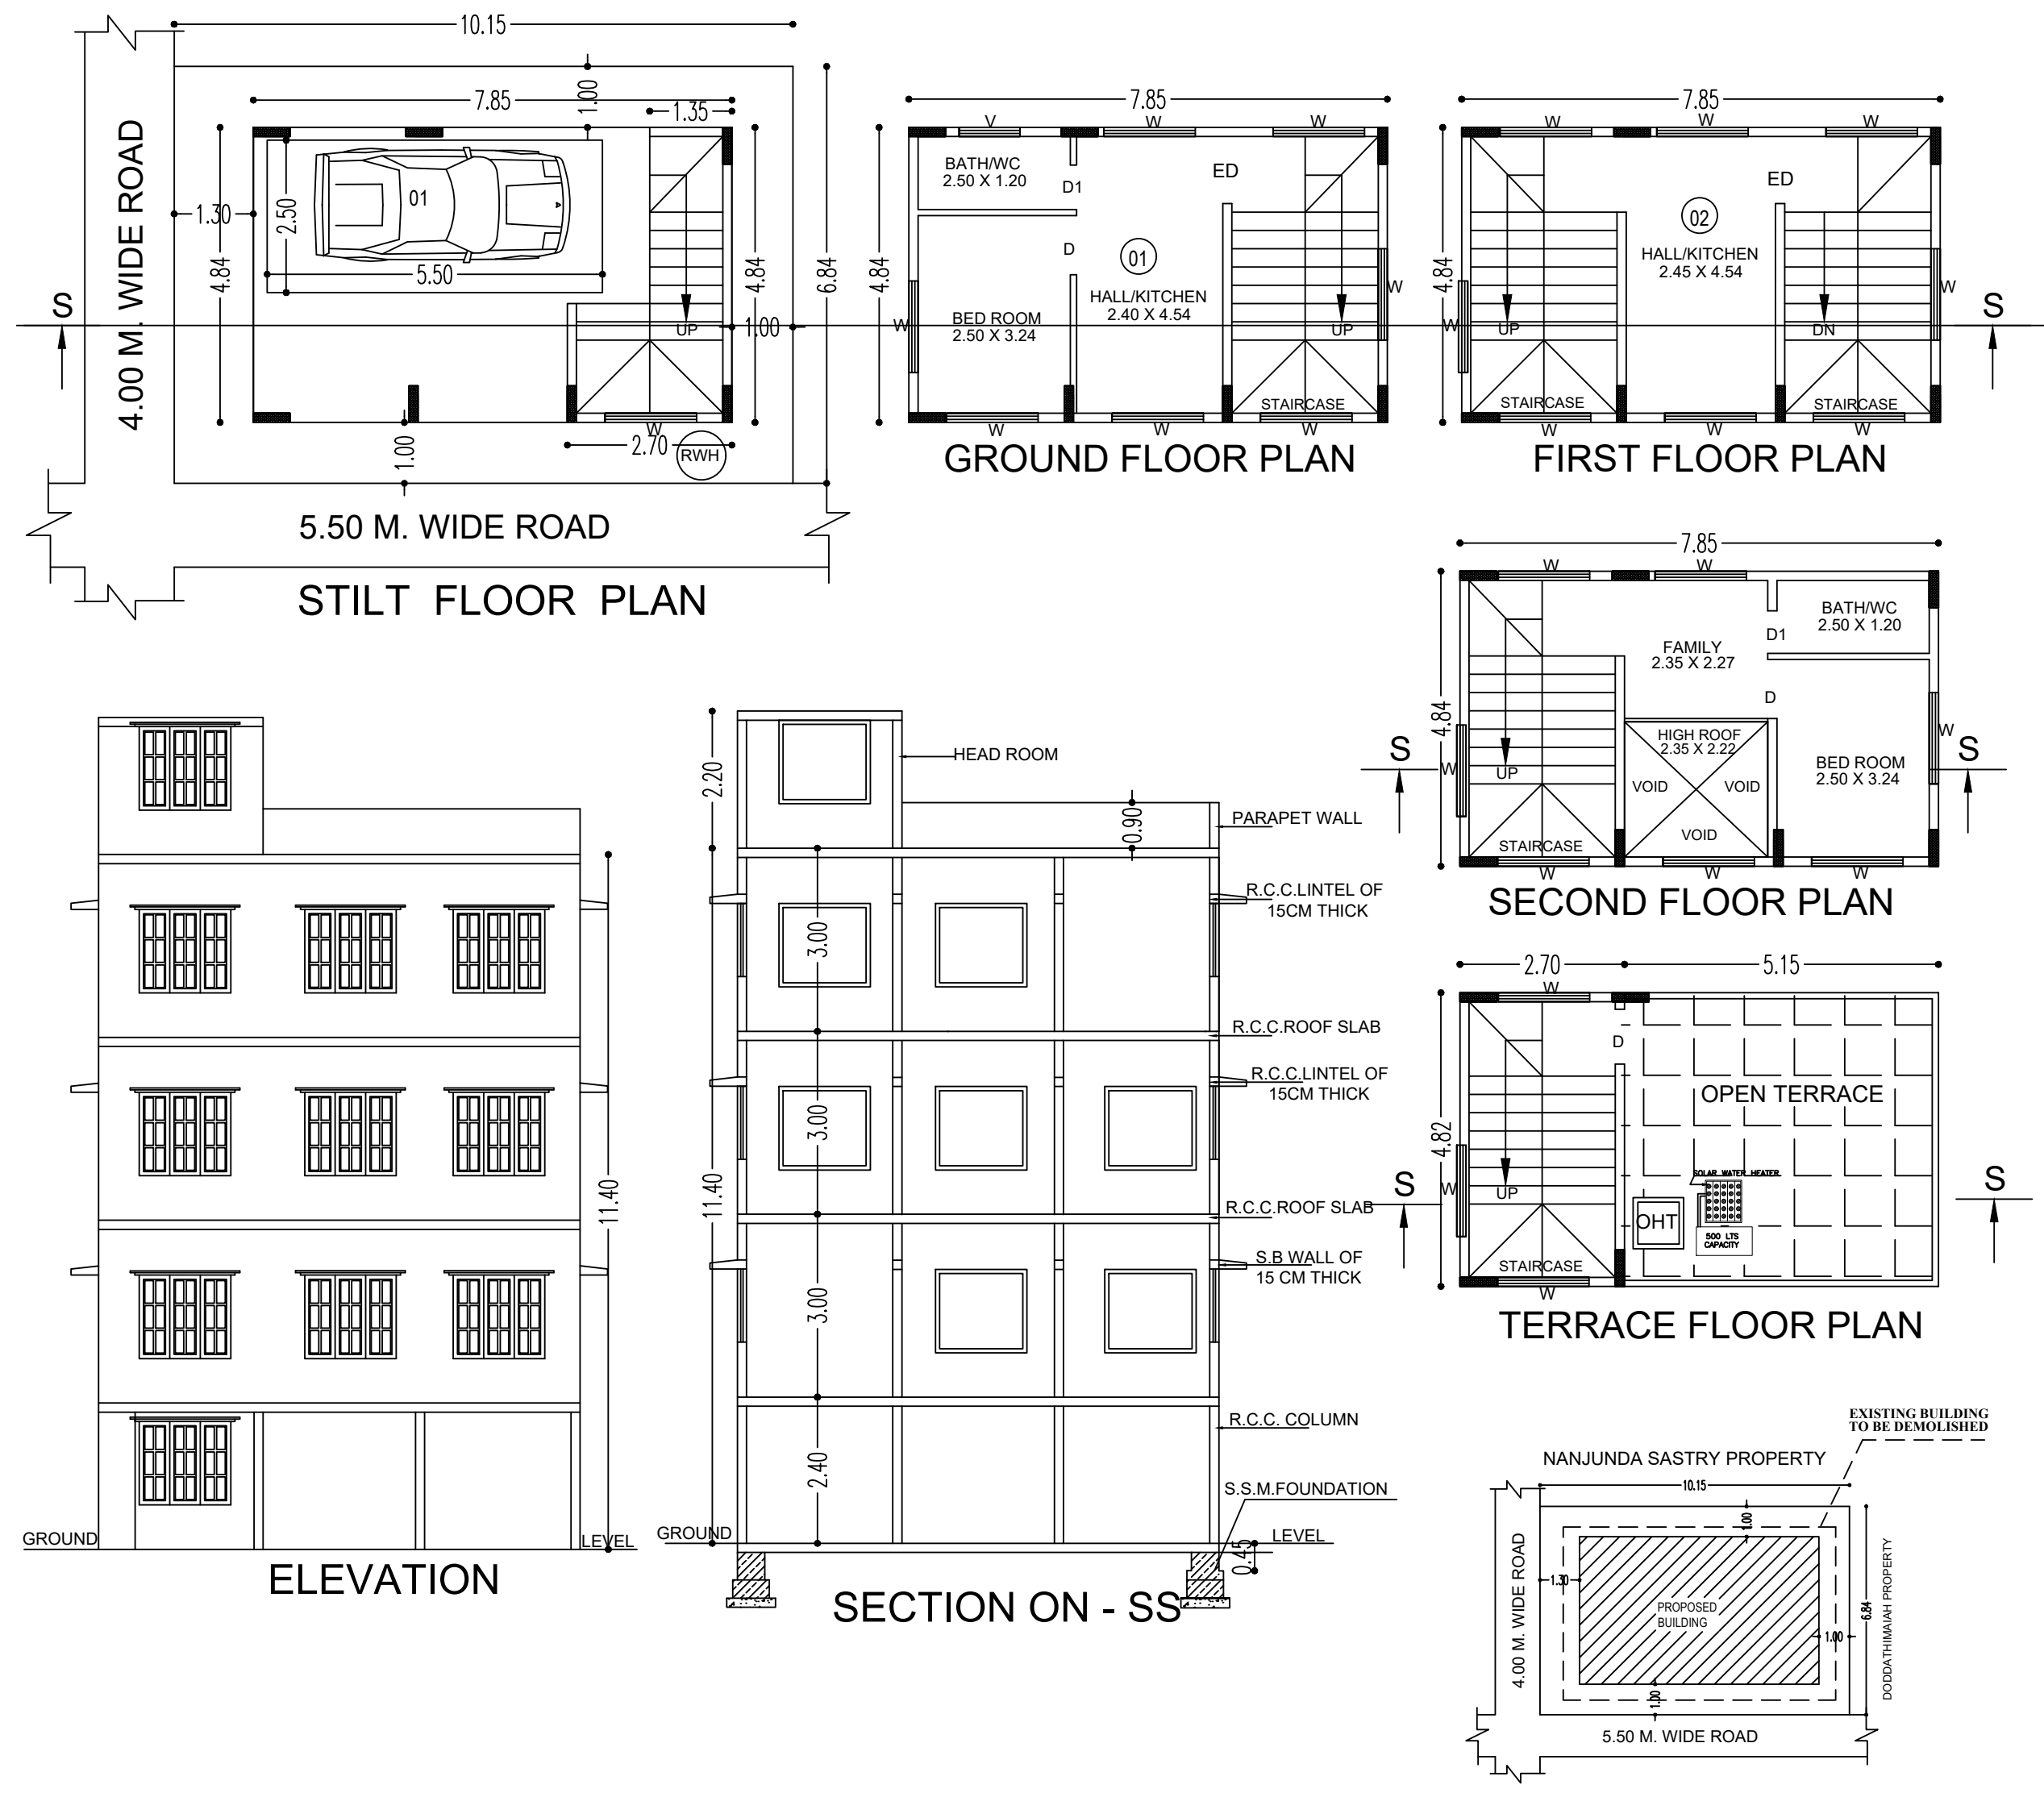 10.15
7.85
1.00
1.35
4.00 M. WIDE ROAD
1.30
4.84
2.50
01
5.50
4.84
6.84
S
UP
1.00
1.00
W
2.70
RWH
5.50 M. WIDE ROAD
STILT FLOOR PLAN
7.85
V
W
W
BATH/WC
2.50 X 1.20
D1
ED
4.84
D
01
HALL/KITCHEN
2.40 X 4.54
W
W
BED ROOM
2.50 X 3.24
UP
STAIRCASE
W
W
W
GROUND FLOOR PLAN
7.85
W
W
W
ED
02
HALL/KITCHEN
2.45 X 4.54
4.84
W
W
S
UP
DN
STAIRCASE
STAIRCASE
W
W
W
FIRST FLOOR PLAN
7.85
W
W
BATH/WC
2.50 X 1.20
D1
FAMILY
2.35 X 2.27
D
4.84
HIGH ROOF
2.35 X 2.22
W
S
S
W
UP
VOID
VOID
BED ROOM
2.50 X 3.24
VOID
STAIRCASE
W
W
W
SECOND FLOOR PLAN
2.70
5.15
W
D
OPEN TERRACE
4.82
SOLAR WATER HEATER
S
W
UP
S
OHT
500 LTS
CAPACITY
STAIRCASE
W
TERRACE FLOOR PLAN
11.40
GROUND
LEVEL
ELEVATION
2.20
HEAD ROOM
0.90
PARAPET WALL
R.C.C.LINTEL OF
15CM THICK
3.00
R.C.C.ROOF SLAB
R.C.C.LINTEL OF
15CM THICK
3.00
11.40
R.C.C.ROOF SLAB
S.B WALL OF
15 CM THICK
3.00
R.C.C. COLUMN
2.40
S.S.M.FOUNDATION
GROUND
LEVEL
0.45
SECTION ON - SS
EXISTING BUILDING
TO BE DEMOLISHED
NANJUNDA SASTRY PROPERTY
10.15
1.00
4.00 M. WIDE ROAD
1.30
PROPOSED
BUILDING
1.00
6.84
DODDATHIMAIAH PROPERTY
1.00
5.50 M. WIDE ROAD